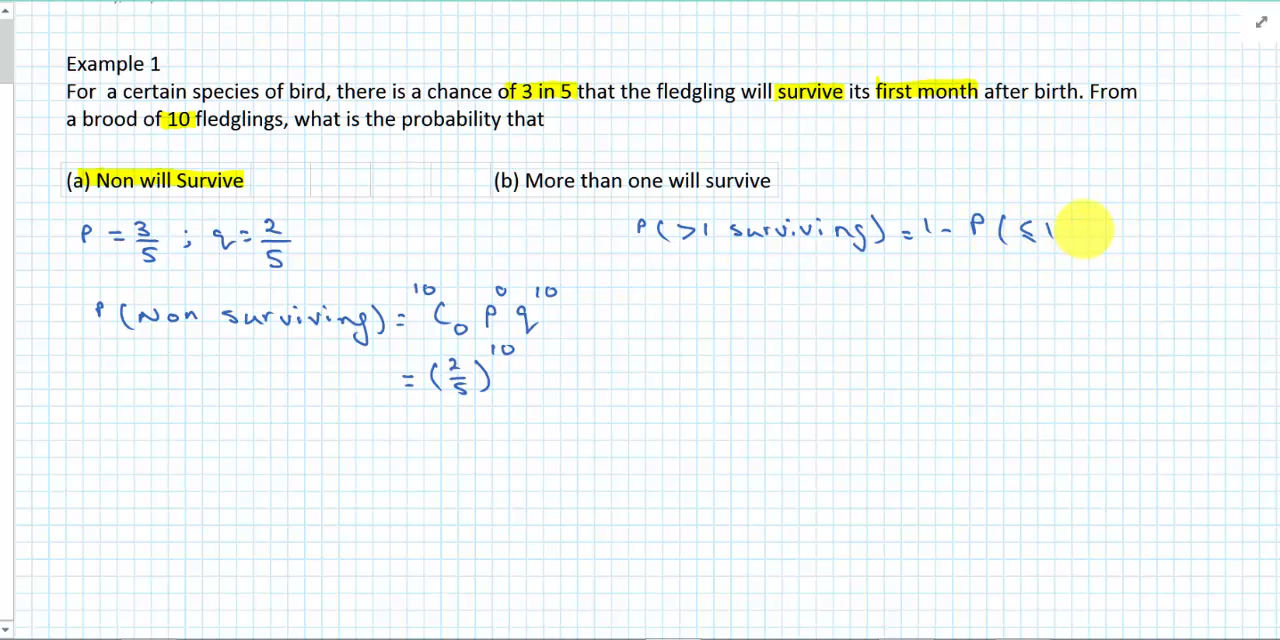 Example 1
For a certain species of bird, there is a chance of 3 in 5 that the fledgling will survive its first month after birth. From
a brood of 10 fledglings, what is the probability that
(a) Non will Survive (b) More than one will survive
P = 3/5 ; q = 2/5
P(>1 surviving) = 1 - P(≤1
P(Non surviving) = ¹⁰C₀ P⁰ q¹⁰
= (2/5)¹⁰